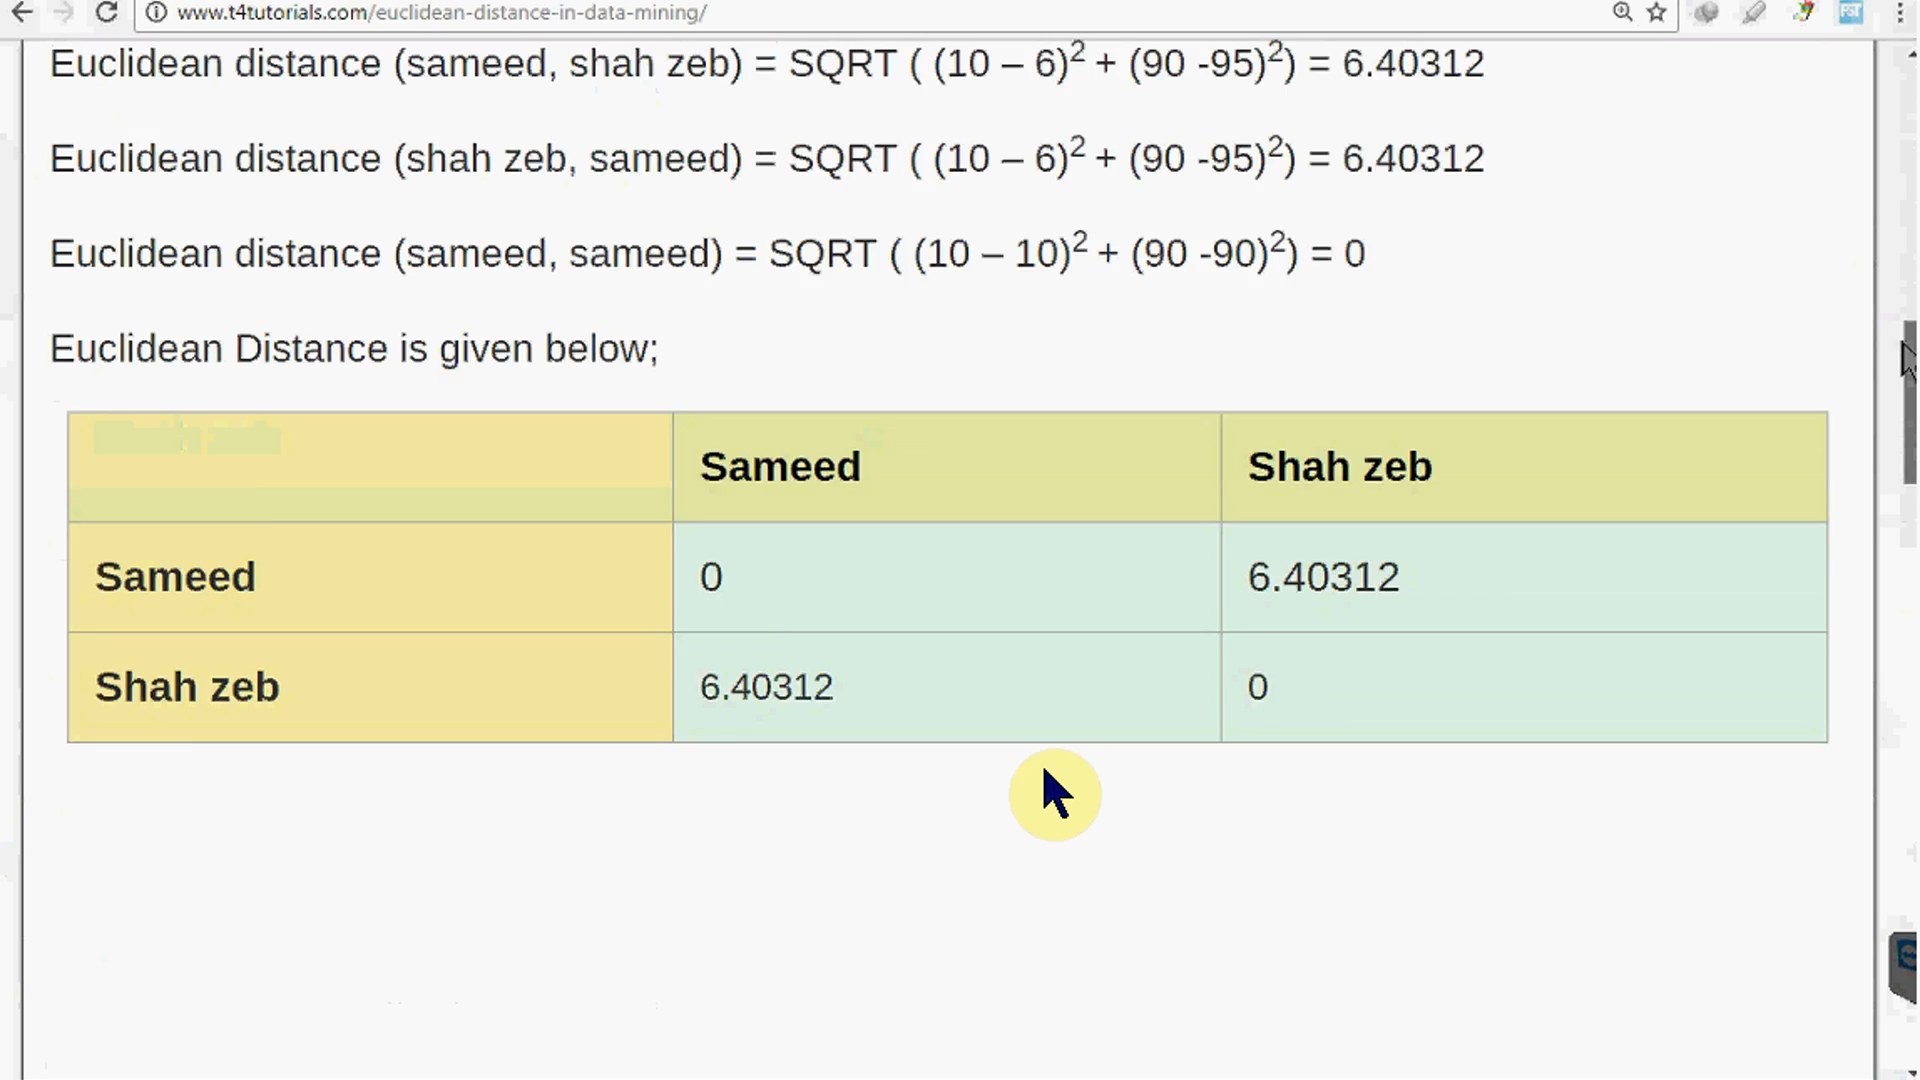 www.t4tutorials.com/euclidean-distance-in-data-mining/
Euclidean distance (sameed, shah zeb) = SQRT ( (10 – 6)² + (90 -95)²) = 6.40312
Euclidean distance (shah zeb, sameed) = SQRT ( (10 – 6)² + (90 -95)²) = 6.40312
Euclidean distance (sameed, sameed) = SQRT ( (10 – 10)² + (90 -90)²) = 0
Euclidean Distance is given below;
Sameed Shah zeb
Sameed 0 6.40312
Shah zeb 6.40312 0